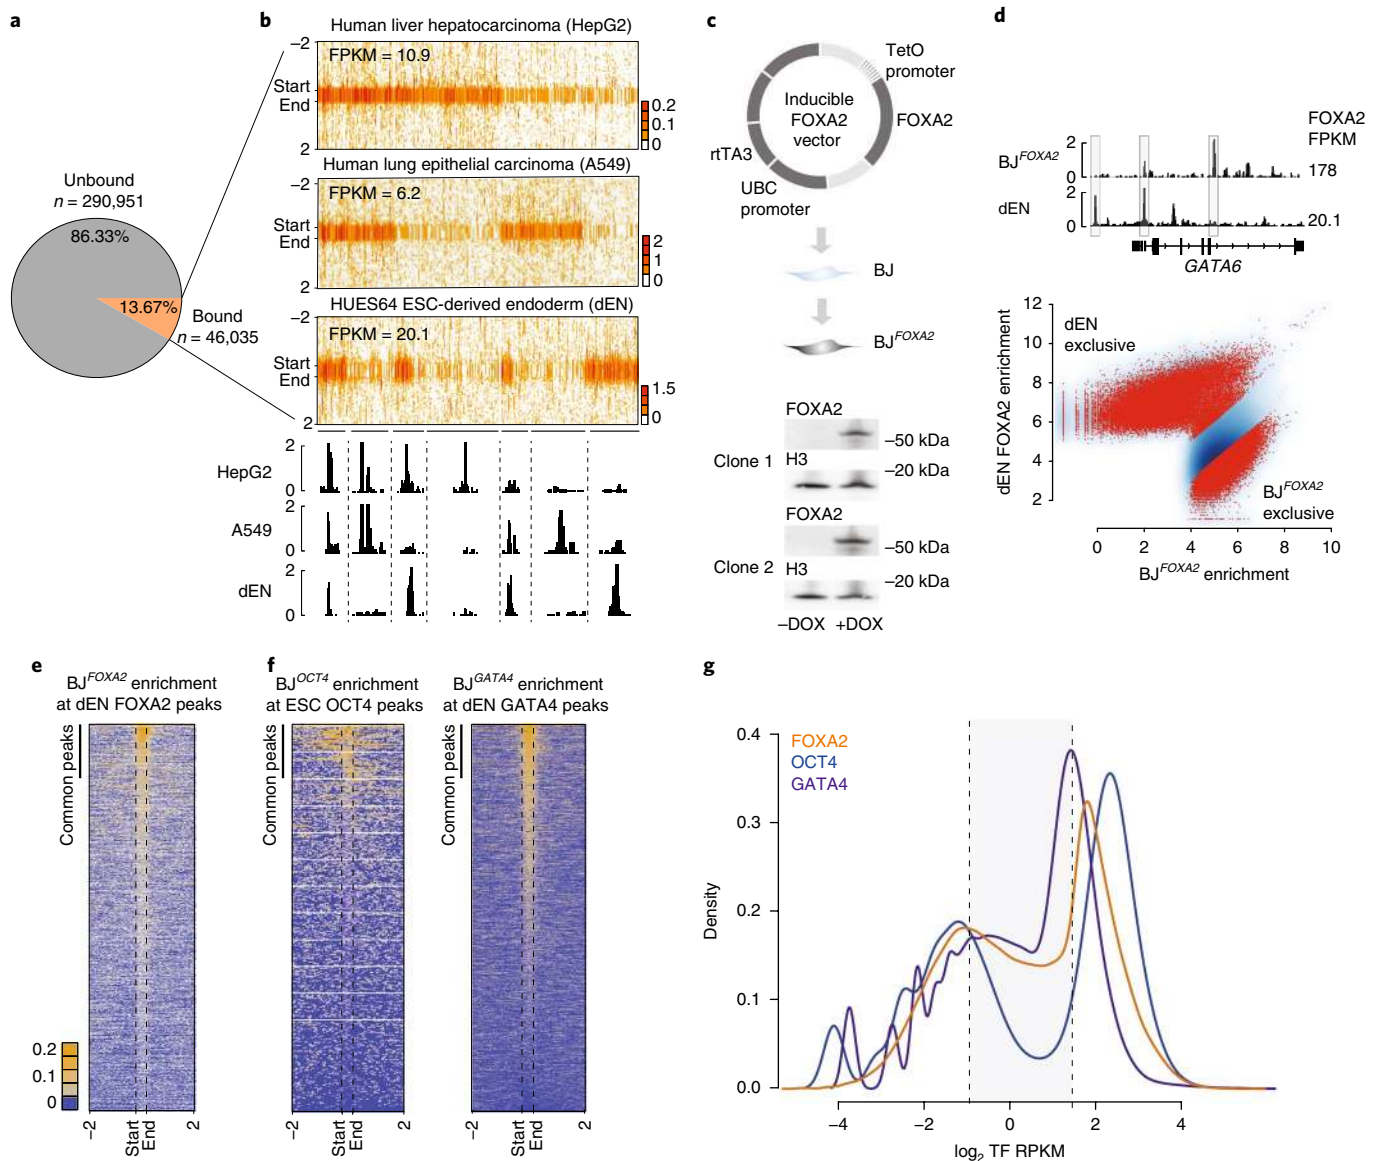 a
Unbound
n = 290,951
86.33%
13.67%
Bound
n = 46,035
b
Human liver hepatocarcinoma (HepG2)
–2
FPKM = 10.9
Start
End
2
0.2
0.1
0
Human lung epithelial carcinoma (A549)
–2
FPKM = 6.2
Start
End
2
2
1
0
HUES64 ESC-derived endoderm (dEN)
–2
FPKM = 20.1
Start
End
2
1.5
0
HepG2
2
0
A549
2
0
dEN
2
0
c
TetO
promoter
Inducible
FOXA2
vector
FOXA2
rtTA3
UBC
promoter
BJ
BJFOXA2
FOXA2
–50 kDa
Clone 1
H3
–20 kDa
FOXA2
–50 kDa
Clone 2
H3
–20 kDa
–DOX +DOX
d
FOXA2
FPKM
BJFOXA2
2
0
178
dEN
2
0
20.1
GATA6
dEN FOXA2 enrichment
12
10
8
6
4
2
dEN
exclusive
BJFOXA2
exclusive
0 2 4 6 8 10
BJFOXA2 enrichment
e
BJFOXA2 enrichment
at dEN FOXA2 peaks
Common peaks
0.2
0.1
0
–2 Start End 2
f
BJOCT4 enrichment
at ESC OCT4 peaks
Common peaks
–2 Start End 2
BJGATA4 enrichment
at dEN GATA4 peaks
Common peaks
–2 Start End 2
g
FOXA2
OCT4
GATA4
Density
0.4
0.3
0.2
0.1
0.0
–4 –2 0 2 4
log2 TF RPKM